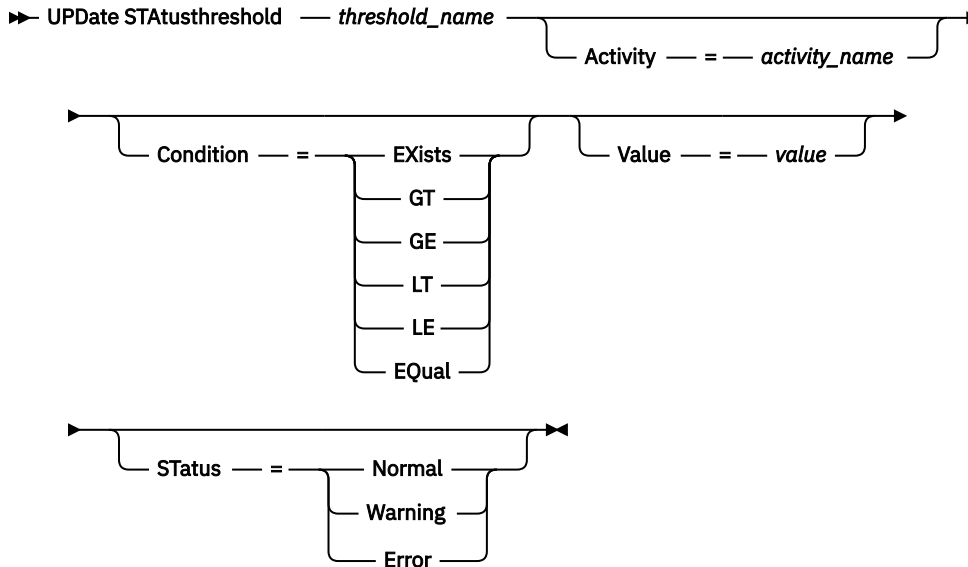 UPDate STAtusthreshold threshold_name
Activity = activity_name
Condition = EXists
Value = value
GT
GE
LT
LE
EQual
STatus = Normal
Warning
Error